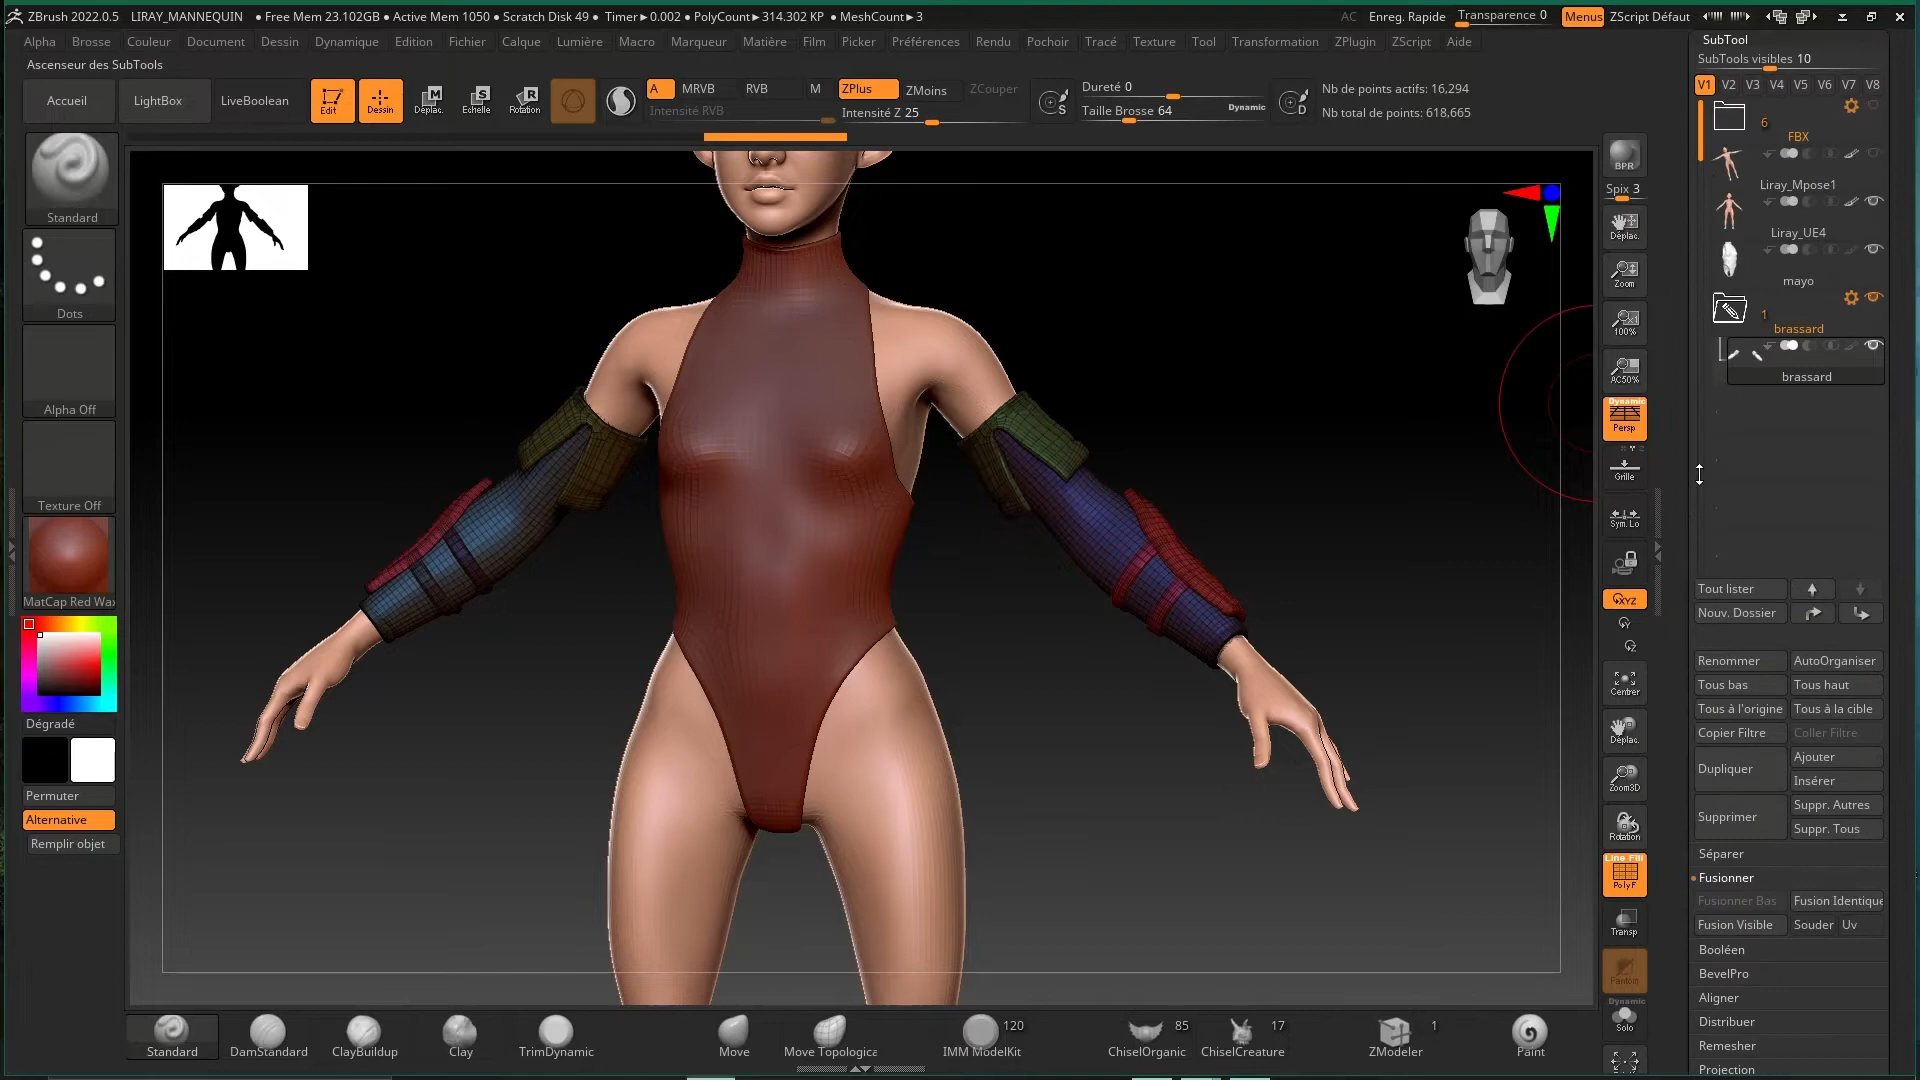 ZBrush 2022.0.5 LIRAY_MANNEQUIN • Free Mem 23.102GB • Active Mem 1050 • Scratch Disk 49 • Timer▶0.002 • PolyCount▶314.302 KP • MeshCount▶3 AC Enreg. Rapide Transparence 0 Menus ZScript Défaut
Alpha Brosse Couleur Document Dessin Dynamique Edition Fichier Calque Lumière Macro Marqueur Matière Film Picker Préférences Rendu Pochoir Tracé Texture Tool Transformation ZPlugin ZScript Aide
Ascenseur des SubTools
Accueil LightBox LiveBoolean
Edit Dessin Déplac. Echelle Rotation
M S R
A MRVB RVB M ZPlus ZMoins ZCouper
Intensité RVB Intensité Z 25
S Dureté 0
Taille Brosse 64 Dynamic
D
Nb de points actifs: 16,294
Nb total de points: 618,665
Standard
Dots
Alpha Off
Texture Off
MatCap Red Wax
Dégradé
Permuter
Alternative
Remplir objet
BPR
Spix 3
Déplac.
Zoom
100%
AC50%
Dynamic
Persp
Grille
Sym. Lo
XYZ
Y
Z
Centrer
Déplac.
Zoom3D
Rotation
Line Fill
PolyF
Transp
Fantom
Dynamic
Solo
SubTool
SubTools visibles 10
V1 V2 V3 V4 V5 V6 V7 V8
6
FBX
Liray_Mpose1
Liray_UE4
mayo
1
brassard
brassard
Tout lister
Nouv. Dossier
Renommer AutoOrganiser
Tous bas Tous haut
Tous à l'origine Tous à la cible
Copier Filtre Coller Filtre
Dupliquer Ajouter
Insérer
Supprimer Suppr. Autres
Suppr. Tous
Séparer
Fusionner
Fusionner Bas Fusion Identique
Fusion Visible Souder Uv
Booléen
BevelPro
Aligner
Distribuer
Remesher
Projection
Standard DamStandard ClayBuildup Clay TrimDynamic Move Move Topologica IMM ModelKit 120 ChiselOrganic 85 ChiselCreature 17 ZModeler 1 Paint